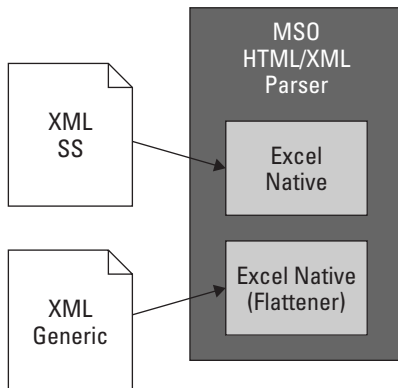 MSO
HTML/XML
Parser
XML
SS
Excel
Native
XML
Generic
Excel Native
(Flattener)